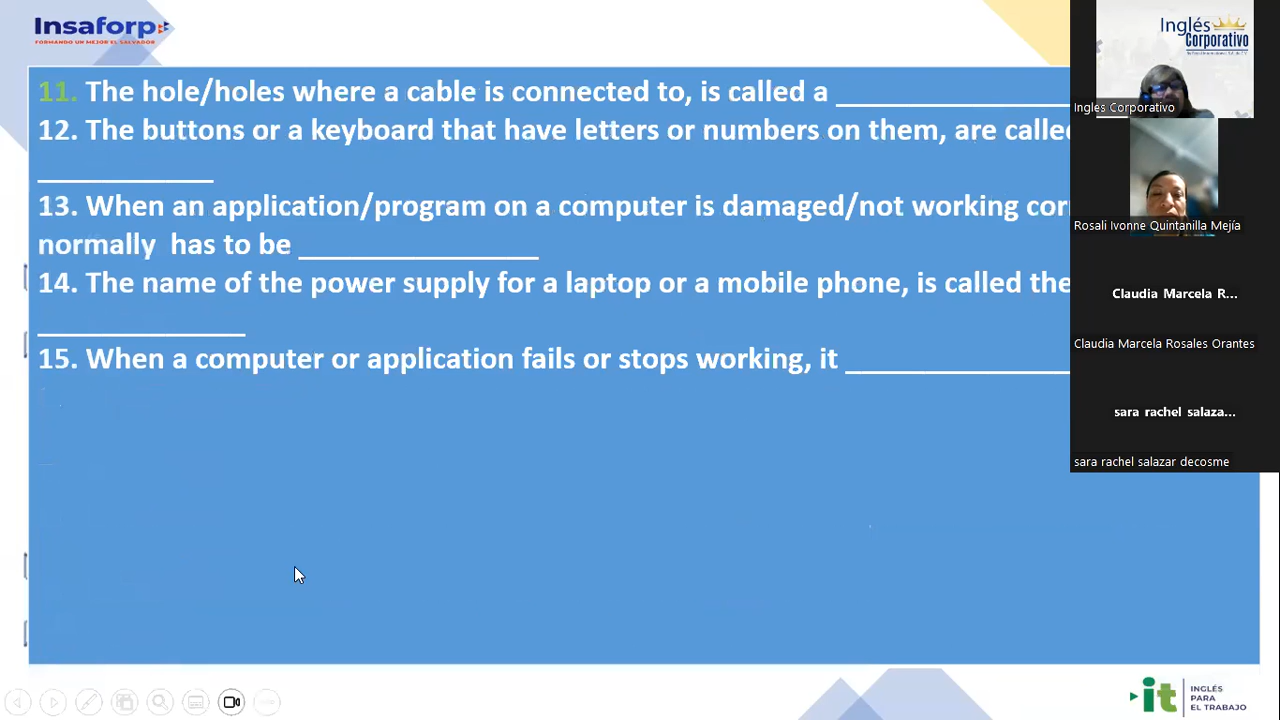 Insaforp
FORMANDO UN MEJOR EL SALVADOR
11. The hole/holes where a cable is connected to, is called a ________________
12. The buttons or a keyboard that have letters or numbers on them, are called
___________
13. When an application/program on a computer is damaged/not working
normally has to be _______________
14. The name of the power supply for a laptop or a mobile phone, is called the
_____________
15. When a computer or application fails or stops working, it ______________
Inglés
Corporativo
Ingles Corporativo
Rosali Ivonne Quintanilla Mejía
Claudia Marcela R...
Claudia Marcela Rosales Orantes
sara rachel salaza...
sara rachel salazar decosme
it INGLÉS
PARA
EL TRABAJO